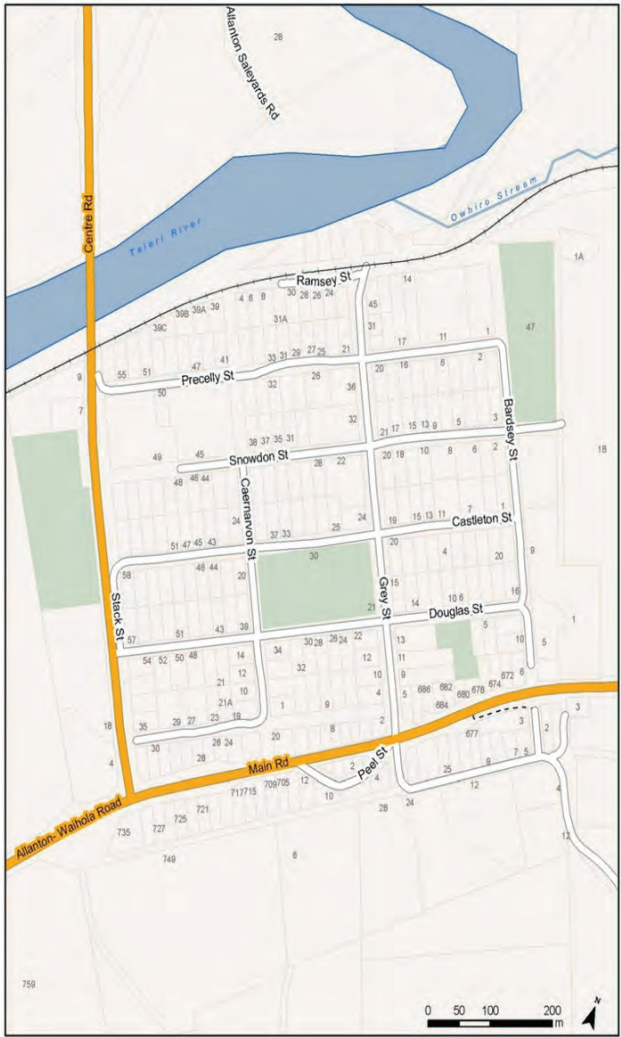 Allanton Saleyards Rd
28
Centre Rd
Taieri River
Owhiro Stream
1A
Ramsey St
14
39C 39B 39A 39 4 6 8 30 28 26 24
45
31A
31
47
9 55 51 47 41 33 31 29 27 25 21 17 11 1
Precelly St
50 32 26 20 16 6 2
7
36
32
Bardsey St
49 45 38 37 35 31 21 17 15 13 9 5 3
Snowdon St
48 46 44 28 22 20 18 10 8 6 2
1B
Caernarvon St
34
24
51 47 45 43 37 33 25 19 15 13 11 7 1
Castleton St
58 46 44 30 20 4
20
9
Stack St
Grey St
15
57 51 43 39 21 14 10 6 16
Douglas St
54 52 50 48 14 34 30 28 26 24 22 13 5 10 5 1
32 12 11
21 12 10 9
10 4 5
21A
686 682 680 678 674 672 6
684
18 35 29 27 23 19 1 9 2
30 28 26 24 20 8
677 3 2 3
4
Main Rd
Peel St
2 4
12 10
25 9 7 5
24 12 4
28
12
717 715 709 705
721
725
727
735
Allanton- Waihola Road
749
6
759
0 50 100 200
m
N